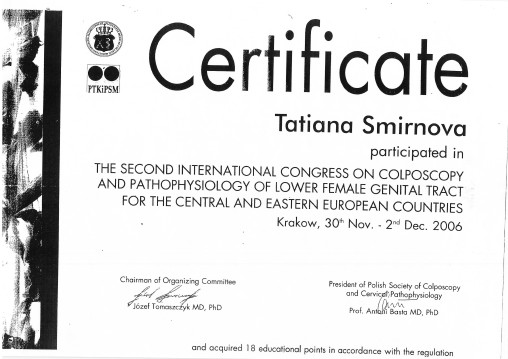 Certificate
PTKiPSM
Tatiana Smirnova
participated in
THE SECOND INTERNATIONAL CONGRESS ON COLPOSCOPY
AND PATHOPHYSIOLOGY OF LOWER FEMALE GENITAL TRACT
FOR THE CENTRAL AND EASTERN EUROPEAN COUNTRIES
Krakow, 30th Nov. - 2nd Dec. 2006
Chairman of Organizing Committee
Józef Tomaszczyk MD, PhD
President of Polish Society of Colposcopy
and Cervical Pathophysiology
Prof. Antoni Basta MD, PhD
and acquired 18 educational points in accordance with the regulation